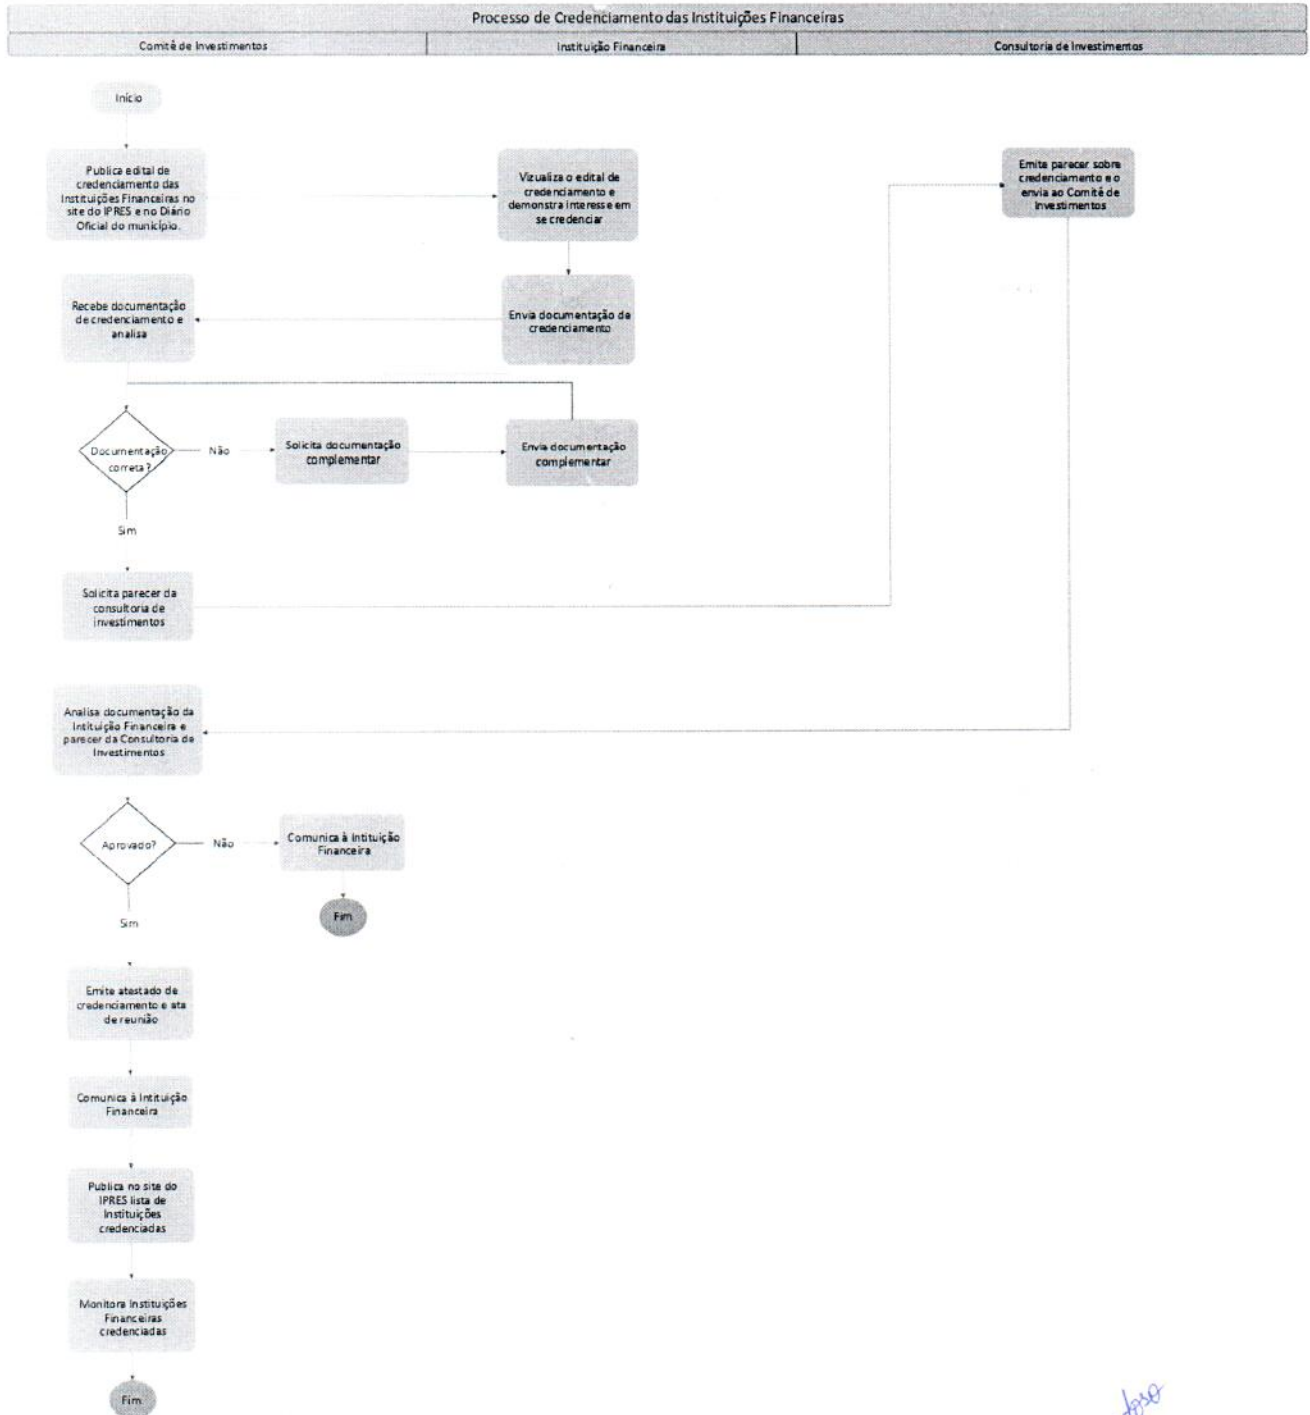 Processo de Credenciamento das Instituições Financeiras
Comitê de Investimentos
Instituição Financeira
Consultoria de Investimentos
Início
Publica edital de
credenciamento das
Instituições Financeiras no
site do IPRES e no Diário
Oficial do município.
Vizualiza o edital de
credenciamento e
demonstra interesse em
se credenciar
Emite parecer sobre
credenciamento e o
envia ao Comitê de
Investimentos
Recebe documentação
de credenciamento e
analisa
Envia documentação de
credenciamento
Documentação
correta?
Não
Solicita documentação
complementar
Envia documentação
complementar
Sim
Solicita parecer da
consultoria de
investimentos
Analisa documentação da
Intituição Financeira e
parecer da Consultoria de
Investimentos
Aprovado?
Não
Comunica à Intituição
Financeira
Fim
Sim
Emite atestado de
credenciamento e ata
de reunião
Comunica à Intituição
Financeira
Publica no site do
IPRES lista de
Instituições
credenciadas
Monitora Instituições
Financeiras
credenciadas
Fim